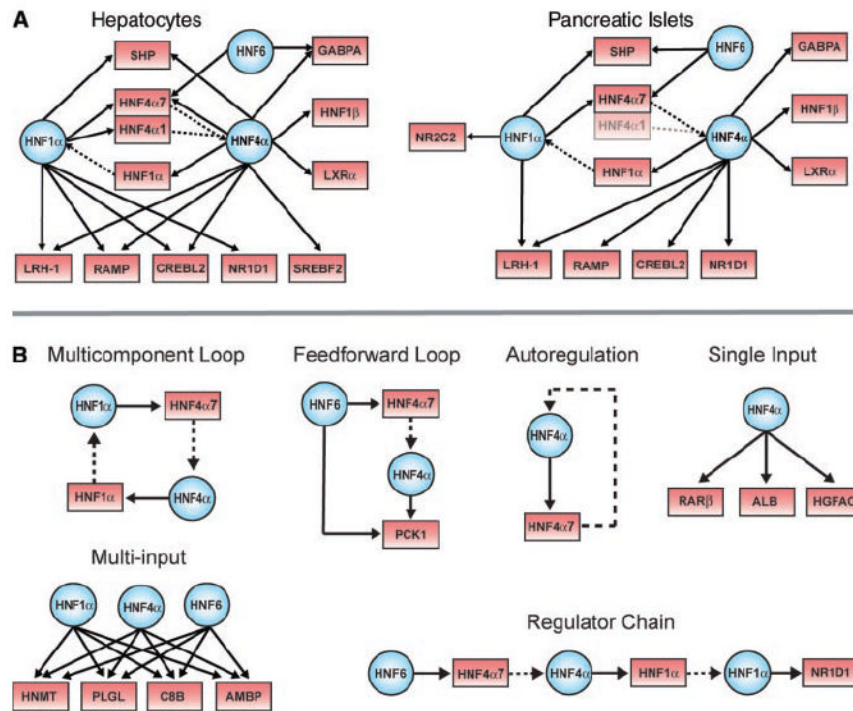 A
Hepatocytes
Pancreatic Islets
SHP
HNF6
GABPA
HNF4α7
HNF4α1
HNF1α
HNF4α
HNF1β
HNF1α
LXRα
LRH-1
RAMP
CREBL2
NR1D1
SREBF2
SHP
HNF6
GABPA
HNF4α7
HNF4α1
NR2C2
HNF1α
HNF4α
HNF1β
HNF1α
LXRα
LRH-1
RAMP
CREBL2
NR1D1
B
Multicomponent Loop
HNF1α
HNF4α7
HNF1α
HNF4α
Feedforward Loop
HNF6
HNF4α7
HNF4α
PCK1
Autoregulation
HNF4α
HNF4α7
Single Input
HNF4α
RARβ
ALB
HGFAC
Multi-input
HNF1α
HNF4α
HNF6
HNMT
PLGL
C8B
AMBP
Regulator Chain
HNF6
HNF4α7
HNF4α
HNF1α
HNF1α
NR1D1